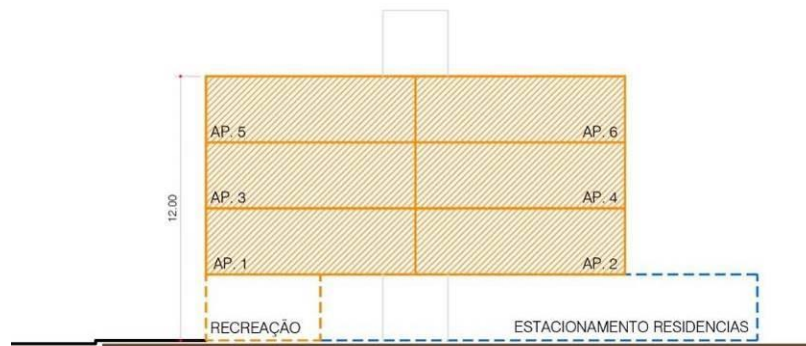 AP. 5 AP. 6
12.00
AP. 3 AP. 4
AP. 1 AP. 2
RECREAÇÃO ESTACIONAMENTO RESIDENCIAS